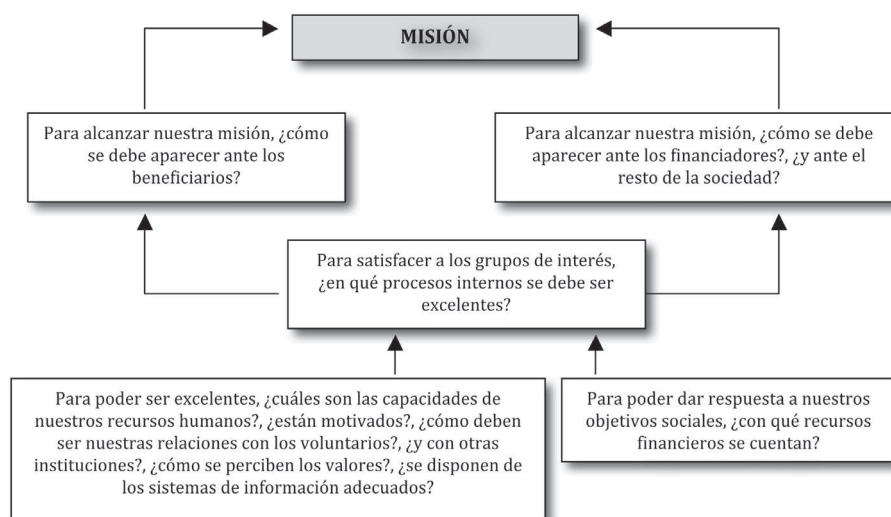 MISIÓN
Para alcanzar nuestra misión, ¿cómo
se debe aparecer ante los
beneficiarios?
Para alcanzar nuestra misión, ¿cómo se debe
aparecer ante los financiadores?, ¿y ante el
resto de la sociedad?
Para satisfacer a los grupos de interés,
¿en qué procesos internos se debe ser
excelentes?
Para poder ser excelentes, ¿cuáles son las capacidades de
nuestros recursos humanos?, ¿están motivados?, ¿cómo deben
ser nuestras relaciones con los voluntarios?, ¿y con otras
instituciones?, ¿cómo se perciben los valores?, ¿se disponen de
los sistemas de información adecuados?
Para poder dar respuesta a nuestros
objetivos sociales, ¿con qué recursos
financieros se cuentan?